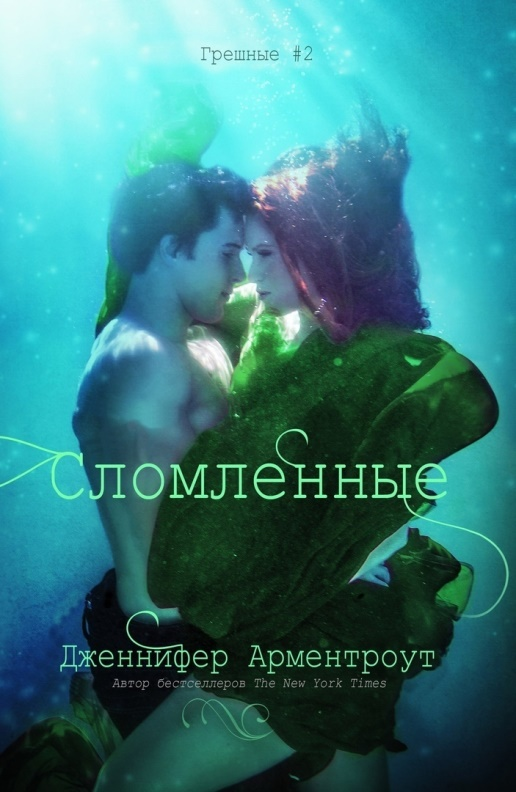 Грешные #2
Сломленные
Дженнифер Арментроут
Автор бестселлеров The New York Times